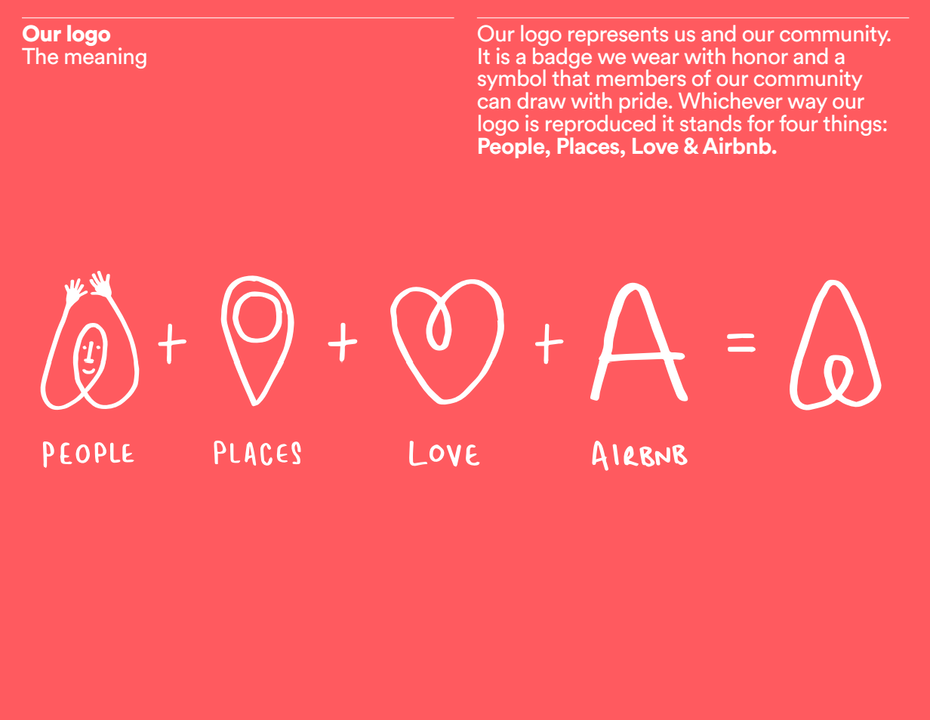 Our logo
The meaning
Our logo represents us and our community.
It is a badge we wear with honor and a
symbol that members of our community
can draw with pride. Whichever way our
logo is reproduced it stands for four things:
People, Places, Love & Airbnb.
+ + + A =
PEOPLE PLACES LOVE AIRBNB